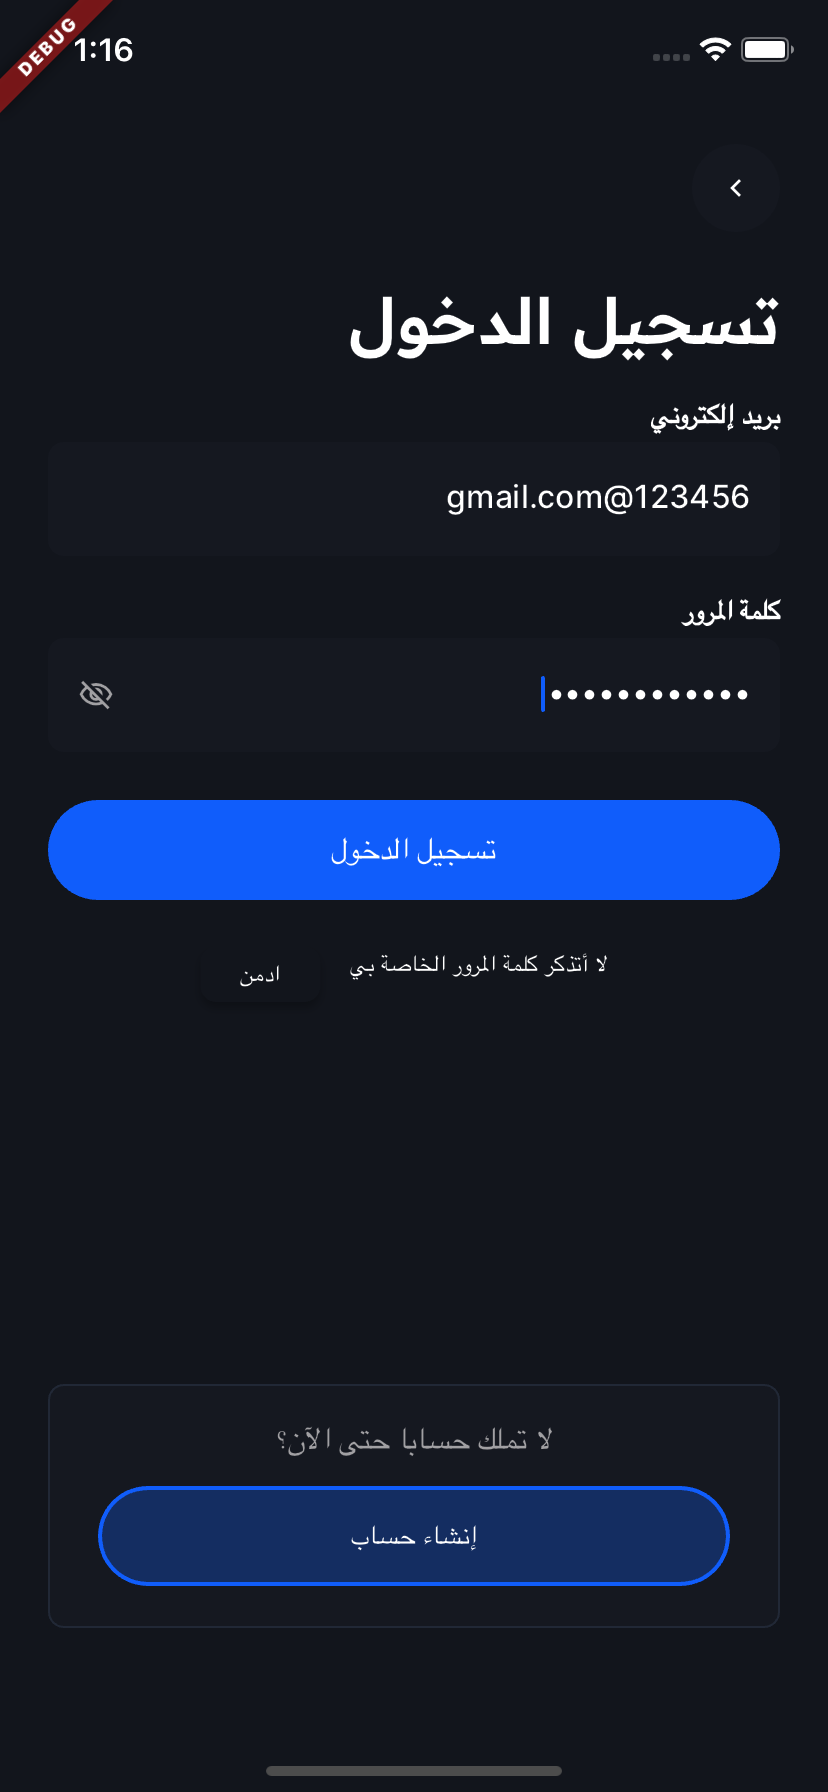 DEBUG
1:16
تسجيل الدخول
بريد إلكتروني
gmail.com@123456
كلمة المرور
••••••••••••
تسجيل الدخول
لا أتذكر كلمة المرور الخاصة بي
ادمن
لا تملك حسابا حتى الآن؟
إنشاء حساب